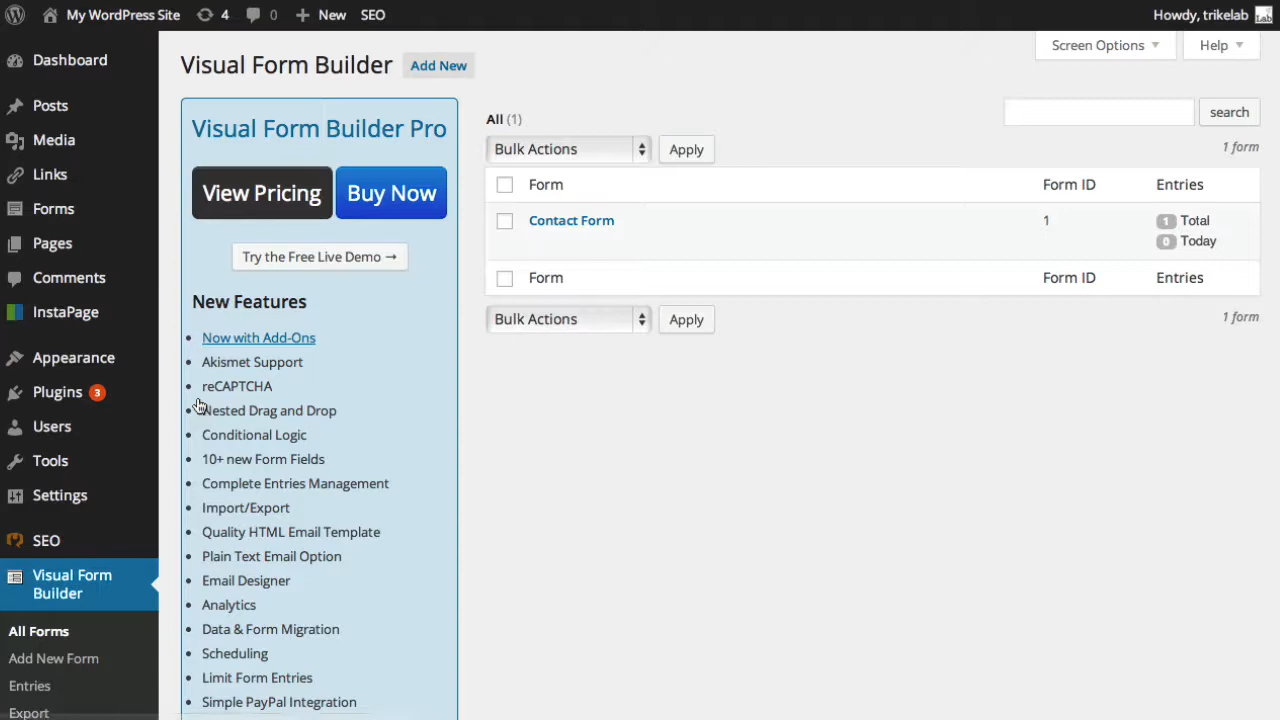 My WordPress Site 4 0 New SEO Howdy, trikelab
Dashboard
Posts
Media
Links
Forms
Pages
Comments
InstaPage
Appearance
Plugins 3
Users
Tools
Settings
SEO
Visual Form
Builder
All Forms
Add New Form
Entries
Export
Screen Options Help
Visual Form Builder Add New
Visual Form Builder Pro
View Pricing Buy Now
Try the Free Live Demo →
New Features
Now with Add-Ons
Akismet Support
reCAPTCHA
Nested Drag and Drop
Conditional Logic
10+ new Form Fields
Complete Entries Management
Import/Export
Quality HTML Email Template
Plain Text Email Option
Email Designer
Analytics
Data & Form Migration
Scheduling
Limit Form Entries
Simple PayPal Integration
All (1) search
Bulk Actions Apply 1 form
Form Form ID Entries
Contact Form 1 1 Total
0 Today
Form Form ID Entries
Bulk Actions Apply 1 form